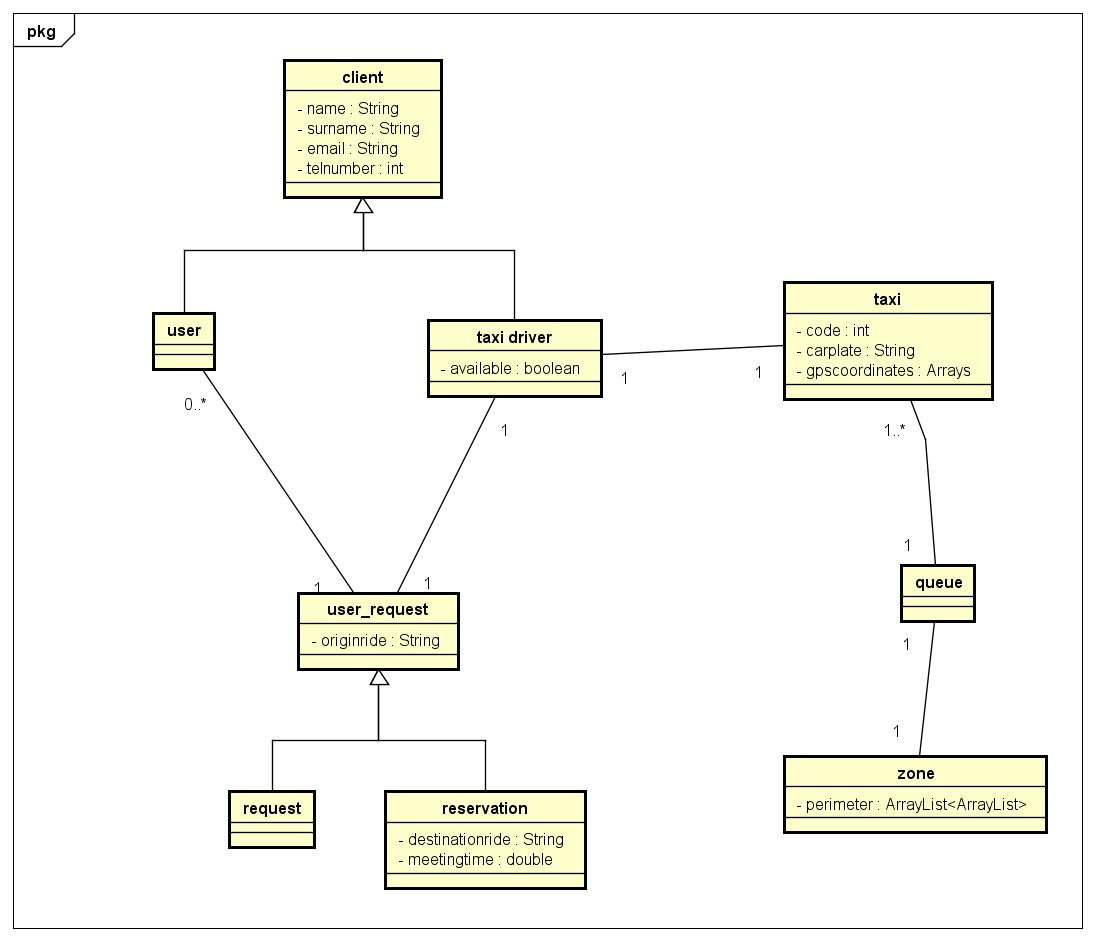 pkg
client
- name : String
- surname : String
- email : String
- telnumber : int
user
taxi driver
- available : boolean
taxi
- code : int
- carplate : String
- gpscoordinates : Arrays
1
1
0..*
1
1..*
1
1
1
user_request
- originride : String
queue
1
1
request
reservation
- destinationride : String
- meetingtime : double
zone
- perimeter : ArrayList<ArrayList>